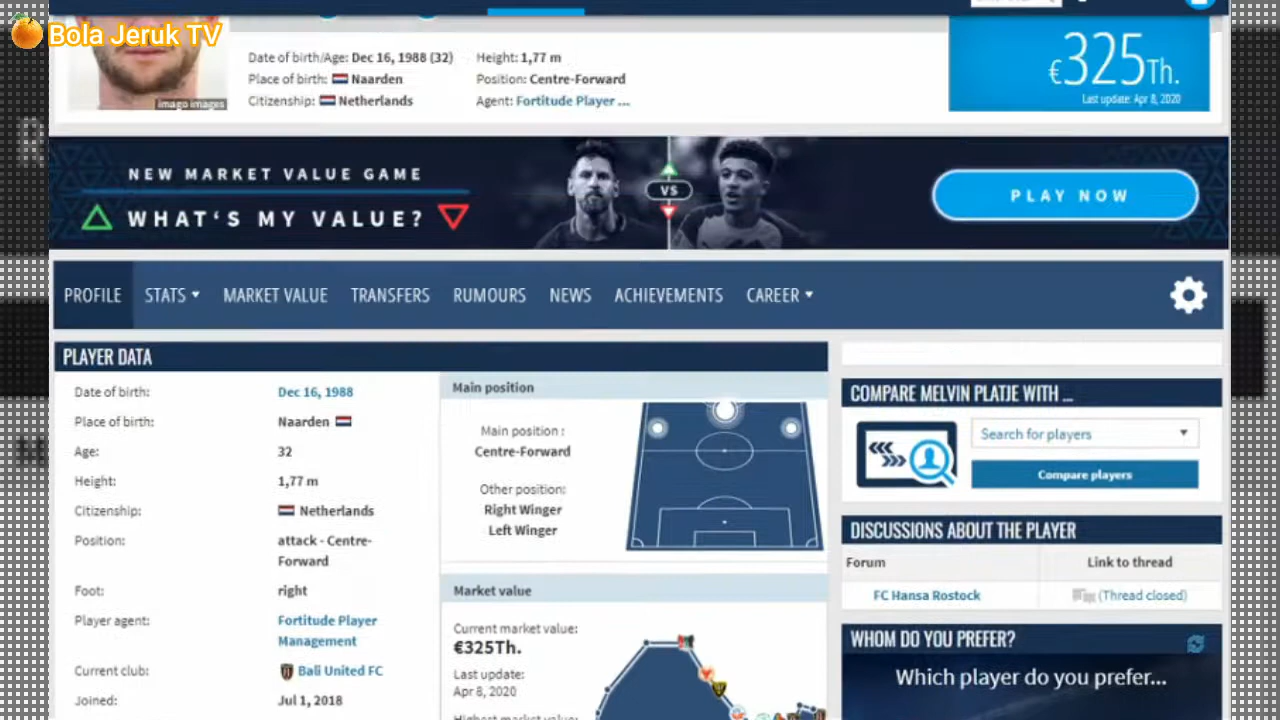 Bola Jeruk TV
Date of birth/Age: Dec 16, 1988 (32)
Height: 1,77 m
Place of birth: Naarden
Position: Centre-Forward
Citizenship: Netherlands
Agent: Fortitude Player ...
imago images
€325Th.
Last update: Apr 8, 2020
NEW MARKET VALUE GAME
WHAT'S MY VALUE?
VS
PLAY NOW
PROFILE STATS MARKET VALUE TRANSFERS RUMOURS NEWS ACHIEVEMENTS CAREER
PLAYER DATA
Date of birth: Dec 16, 1988
Place of birth: Naarden
Age: 32
Height: 1,77 m
Citizenship: Netherlands
Position: attack - Centre-
Forward
Foot: right
Player agent: Fortitude Player
Management
Current club: Bali United FC
Joined: Jul 1, 2018
Main position
Main position :
Centre-Forward
Other position:
Right Winger
Left Winger
Market value
Current market value:
€325Th.
Last update:
Apr 8, 2020
Highest market value:
COMPARE MELVIN PLATJE WITH ...
Search for players
Compare players
DISCUSSIONS ABOUT THE PLAYER
Forum Link to thread
FC Hansa Rostock (Thread closed)
WHOM DO YOU PREFER?
Which player do you prefer...